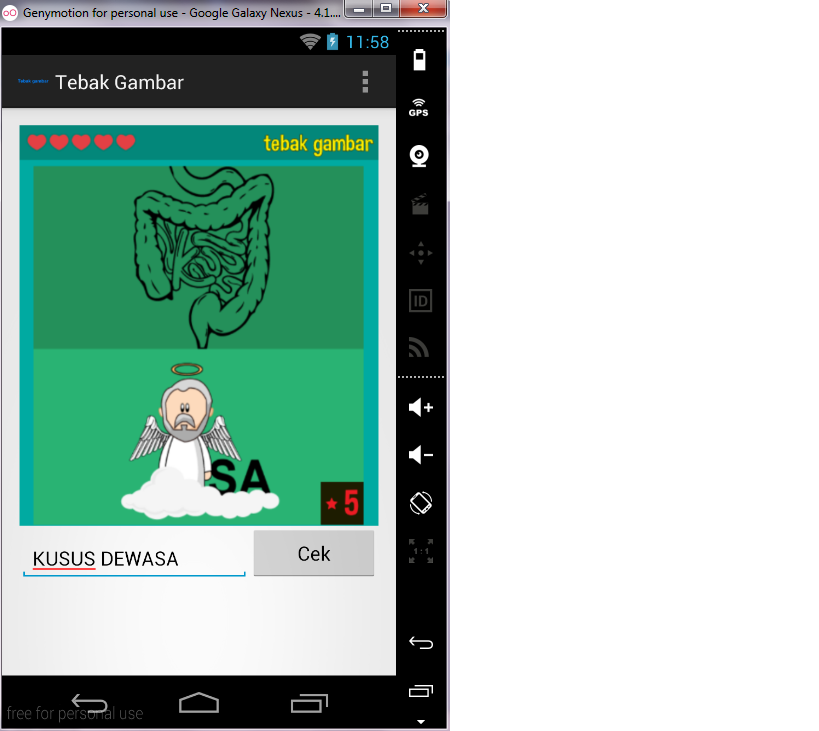 Genymotion for personal use - Google Galaxy Nexus - 4.1....
11:58
Tebak gambar
Tebak Gambar
GPS
tebak gambar
ID
SA
5
KUSUS DEWASA
Cek
1:1
free for personal use